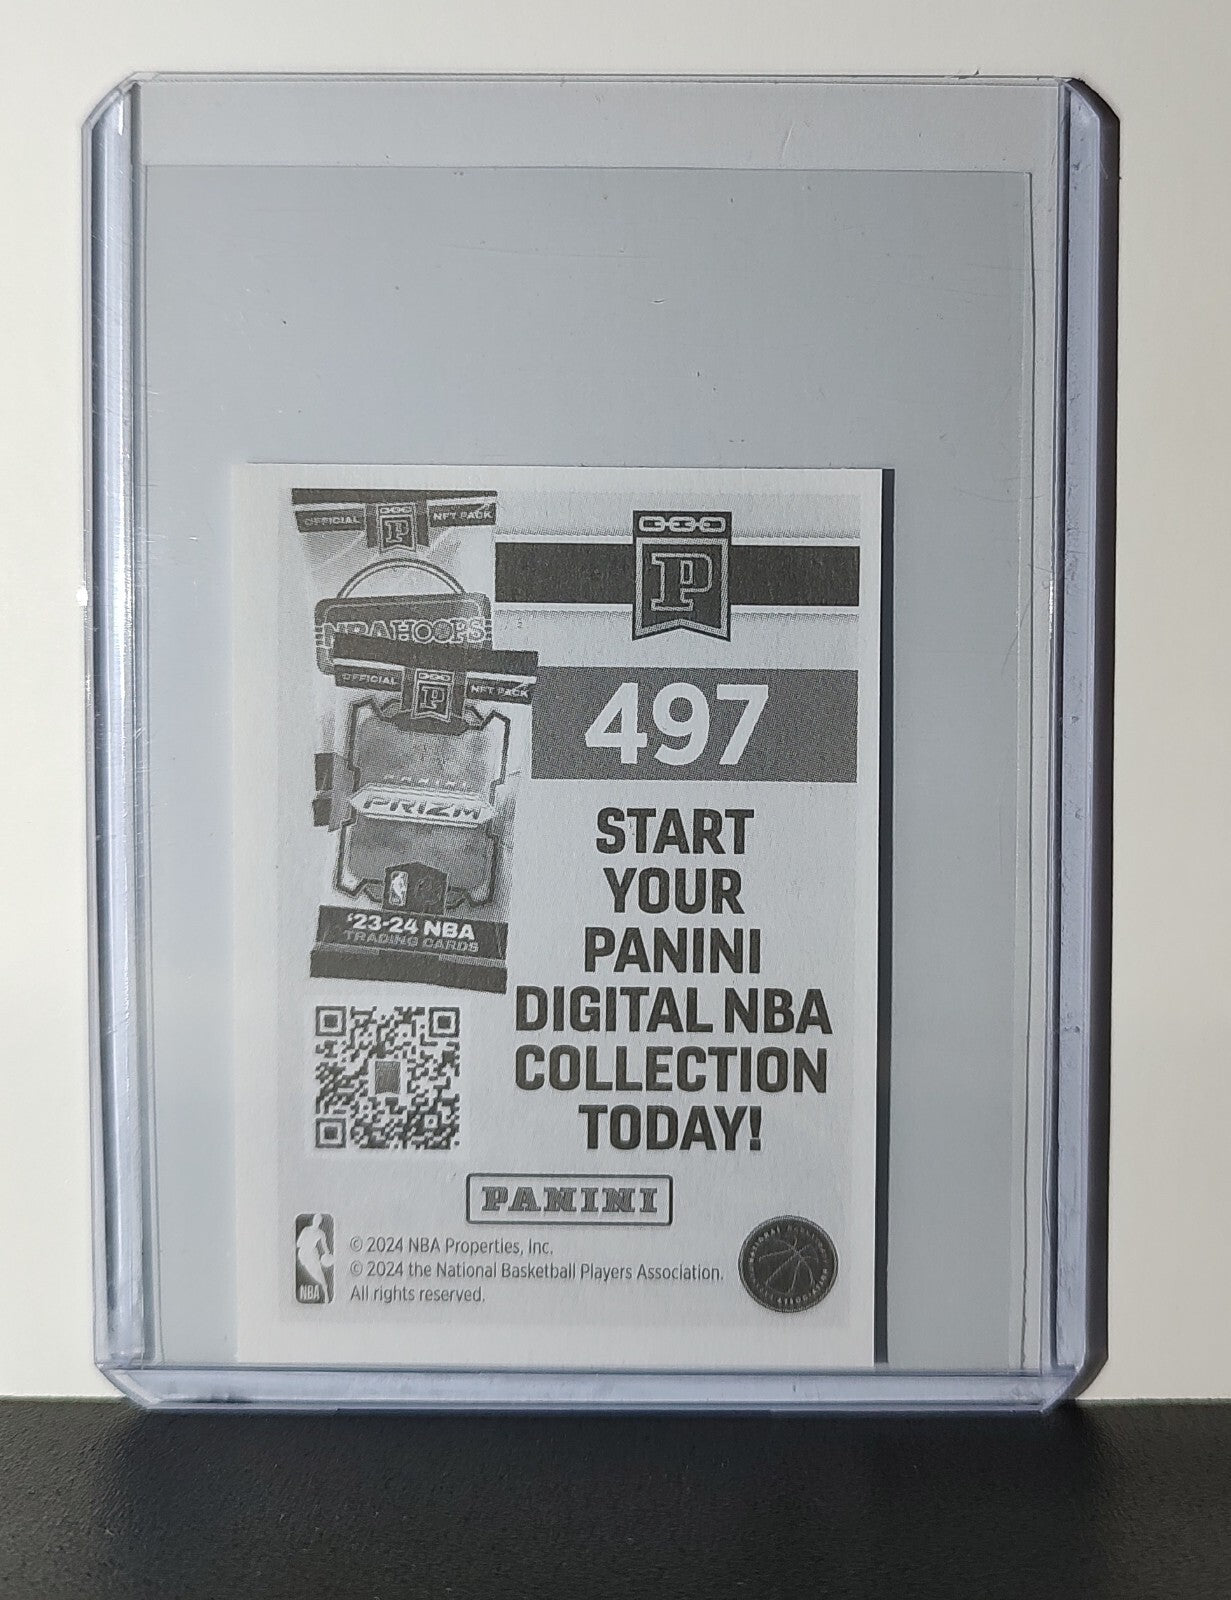 OFFICIAL P NFT PACK
NBA HOOPS
OFFICIAL P NFT PACK
PANINI
PRIZM
'23-24 NBA
TRADING CARDS
P
497
START
YOUR
PANINI
DIGITAL NBA
COLLECTION
TODAY!
PANINI
NBA
© 2024 NBA Properties, Inc.
© 2024 the National Basketball Players Association.
All rights reserved.